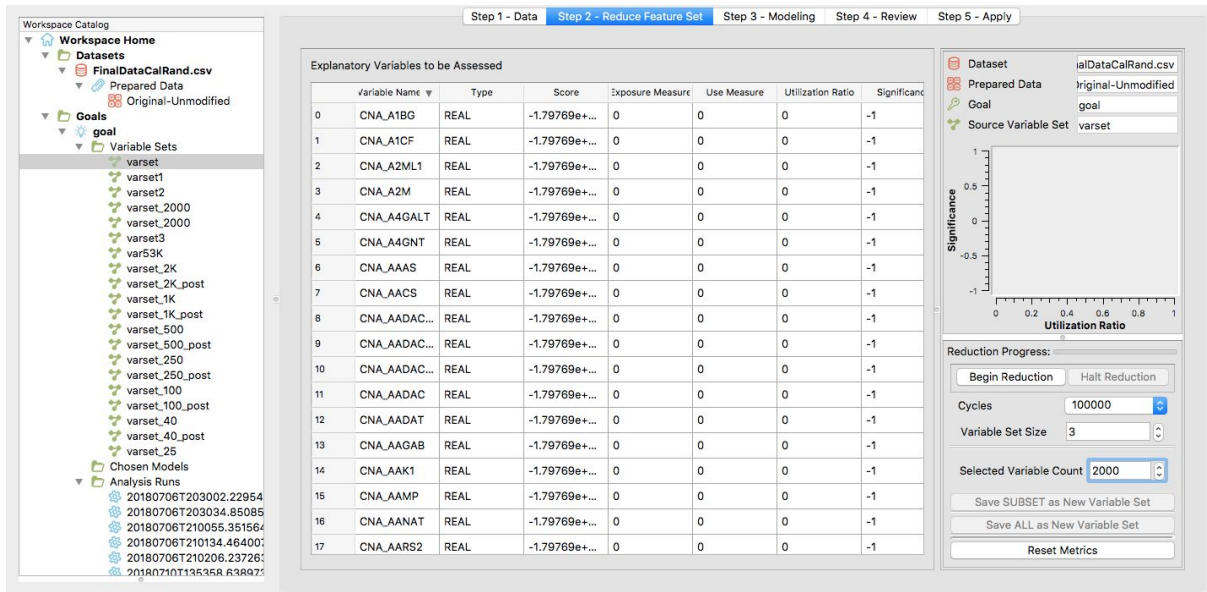 Step 1 - Data Step 2 - Reduce Feature Set Step 3 - Modeling Step 4 - Review Step 5 - Apply
Workspace Catalog
Workspace Home
Datasets
FinalDataCalRand.csv
Prepared Data
Original-Unmodified
Goals
goal
Variable Sets
varset
varset1
varset2
varset_2000
varset_2000
varset3
var53K
varset_2K
varset_2K_post
varset_1K
varset_1K_post
varset_500
varset_500_post
varset_250
varset_250_post
varset_100
varset_100_post
varset_40
varset_40_post
varset_25
Chosen Models
Analysis Runs
20180706T203002.22954
20180706T203034.85085
20180706T210055.351564
20180706T210134.464007
20180706T210206.237263
20180710T135358.638973
Explanatory Variables to be Assessed
Variable Name Type Score Exposure Measure Use Measure Utilization Ratio Significanc
0 CNA_A1BG REAL -1.79769e+... 0 0 0 -1
1 CNA_A1CF REAL -1.79769e+... 0 0 0 -1
2 CNA_A2ML1 REAL -1.79769e+... 0 0 0 -1
3 CNA_A2M REAL -1.79769e+... 0 0 0 -1
4 CNA_A4GALT REAL -1.79769e+... 0 0 0 -1
5 CNA_A4GNT REAL -1.79769e+... 0 0 0 -1
6 CNA_AAAS REAL -1.79769e+... 0 0 0 -1
7 CNA_AACS REAL -1.79769e+... 0 0 0 -1
8 CNA_AADAC... REAL -1.79769e+... 0 0 0 -1
9 CNA_AADAC... REAL -1.79769e+... 0 0 0 -1
10 CNA_AADAC... REAL -1.79769e+... 0 0 0 -1
11 CNA_AADAC REAL -1.79769e+... 0 0 0 -1
12 CNA_AADAT REAL -1.79769e+... 0 0 0 -1
13 CNA_AAGAB REAL -1.79769e+... 0 0 0 -1
14 CNA_AAK1 REAL -1.79769e+... 0 0 0 -1
15 CNA_AAMP REAL -1.79769e+... 0 0 0 -1
16 CNA_AANAT REAL -1.79769e+... 0 0 0 -1
17 CNA_AARS2 REAL -1.79769e+... 0 0 0 -1
Dataset alDataCalRand.csv
Prepared Data Original-Unmodified
Goal goal
Source Variable Set varset
Significance
1
0.5
0
-0.5
-1
0 0.2 0.4 0.6 0.8 1
Utilization Ratio
Reduction Progress:
Begin Reduction Halt Reduction
Cycles 100000
Variable Set Size 3
Selected Variable Count 2000
Save SUBSET as New Variable Set
Save ALL as New Variable Set
Reset Metrics